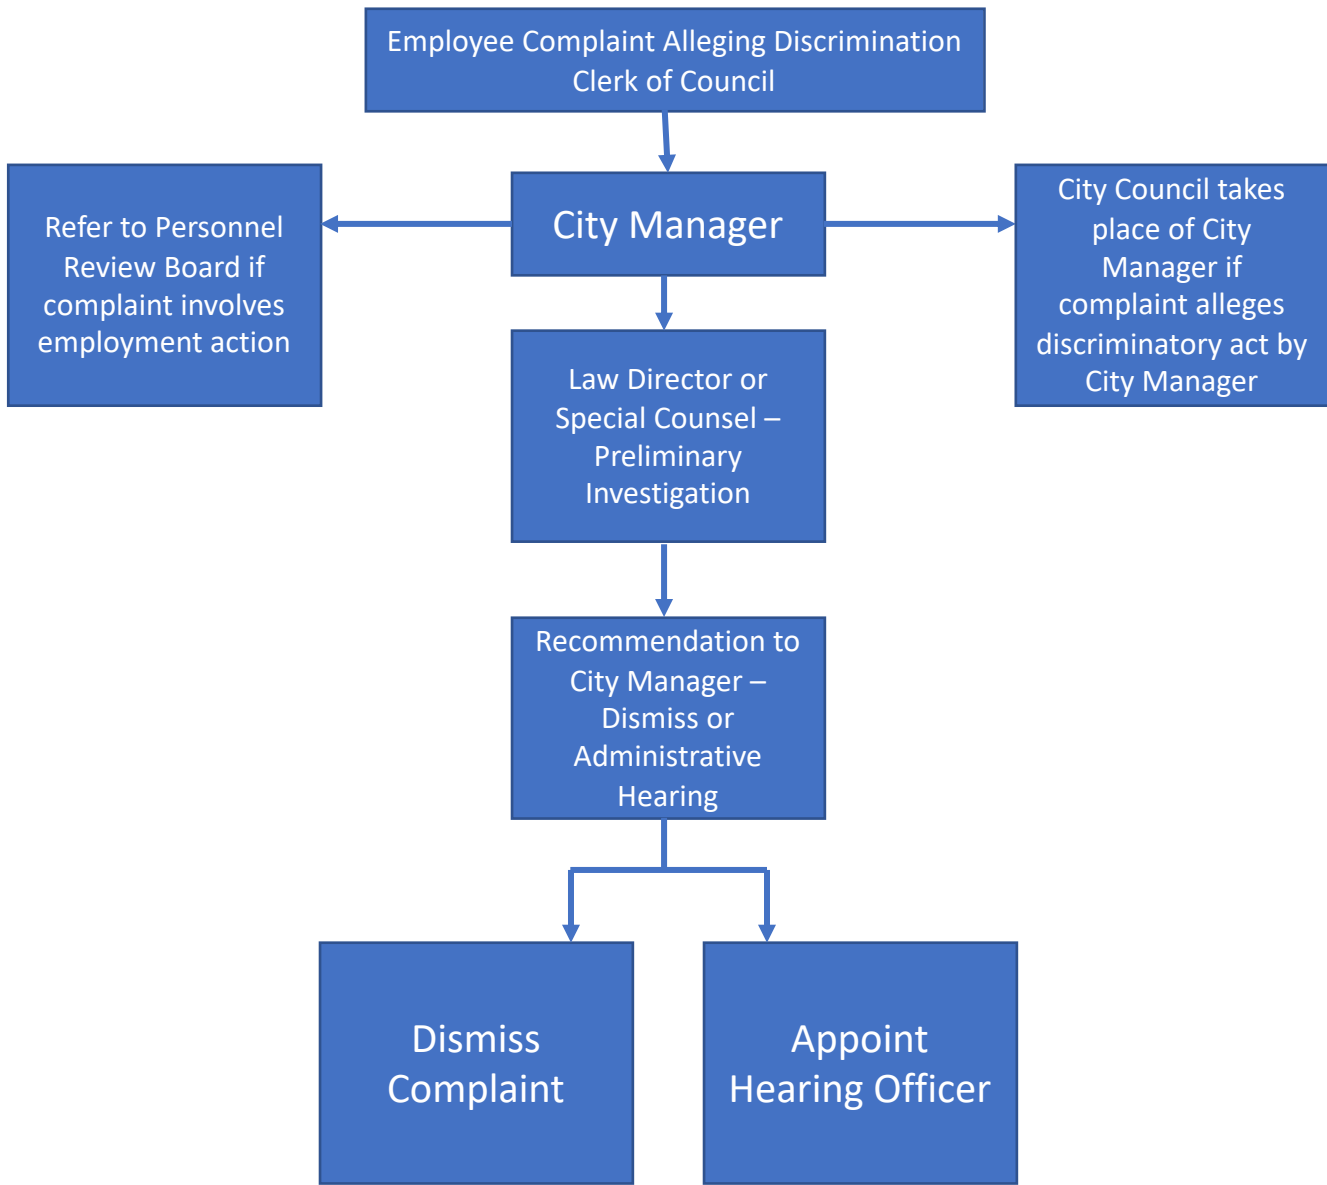 Employee Complaint Alleging Discrimination
Clerk of Council
City Manager
Refer to Personnel
Review Board if
complaint involves
employment action
City Council takes
place of City
Manager if
complaint alleges
discriminatory act by
City Manager
Law Director or
Special Counsel –
Preliminary
Investigation
Recommendation to
City Manager –
Dismiss or
Administrative
Hearing
Dismiss
Complaint
Appoint
Hearing Officer